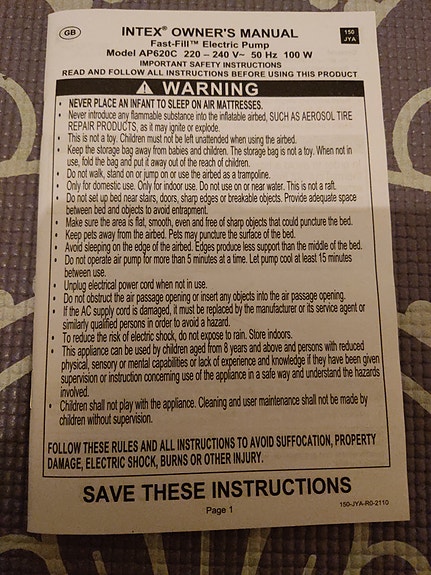 GB
INTEX® OWNER'S MANUAL
150
JYA
Fast-Fill™ Electric Pump
Model AP620C 220 – 240 V~ 50 Hz 100 W
IMPORTANT SAFETY INSTRUCTIONS
READ AND FOLLOW ALL INSTRUCTIONS BEFORE USING THIS PRODUCT
WARNING
• NEVER PLACE AN INFANT TO SLEEP ON AIR MATTRESSES.
• Never introduce any flammable substance into the inflatable airbed, SUCH AS AEROSOL TIRE
REPAIR PRODUCTS, as it may ignite or explode.
• This is not a toy. Children must not be left unattended when using the airbed.
• Keep the storage bag away from babies and children. The storage bag is not a toy. When not in
use, fold the bag and put it away out of the reach of children.
• Do not walk, stand on or jump on or use the airbed as a trampoline.
• Only for domestic use. Only for indoor use. Do not use on or near water. This is not a raft.
• Do not set up bed near stairs, doors, sharp edges or breakable objects. Provide adequate space
between bed and objects to avoid entrapment.
• Make sure the area is flat, smooth, even and free of sharp objects that could puncture the bed.
• Keep pets away from the airbed. Pets may puncture the surface of the bed.
• Avoid sleeping on the edge of the airbed. Edges produce less support than the middle of the bed.
• Do not operate air pump for more than 5 minutes at a time. Let pump cool at least 15 minutes
between use.
• Unplug electrical power cord when not in use.
• Do not obstruct the air passage opening or insert any objects into the air passage opening.
• If the AC supply cord is damaged, it must be replaced by the manufacturer or its service agent or
similarly qualified persons in order to avoid a hazard.
• To reduce the risk of electric shock, do not expose to rain. Store indoors.
• This appliance can be used by children aged from 8 years and above and persons with reduced
physical, sensory or mental capabilities or lack of experience and knowledge if they have been given
supervision or instruction concerning use of the appliance in a safe way and understand the hazards
involved.
• Children shall not play with the appliance. Cleaning and user maintenance shall not be made by
children without supervision.
FOLLOW THESE RULES AND ALL INSTRUCTIONS TO AVOID SUFFOCATION, PROPERTY
DAMAGE, ELECTRIC SHOCK, BURNS OR OTHER INJURY.
SAVE THESE INSTRUCTIONS
Page 1
150-JYA-R0-2110